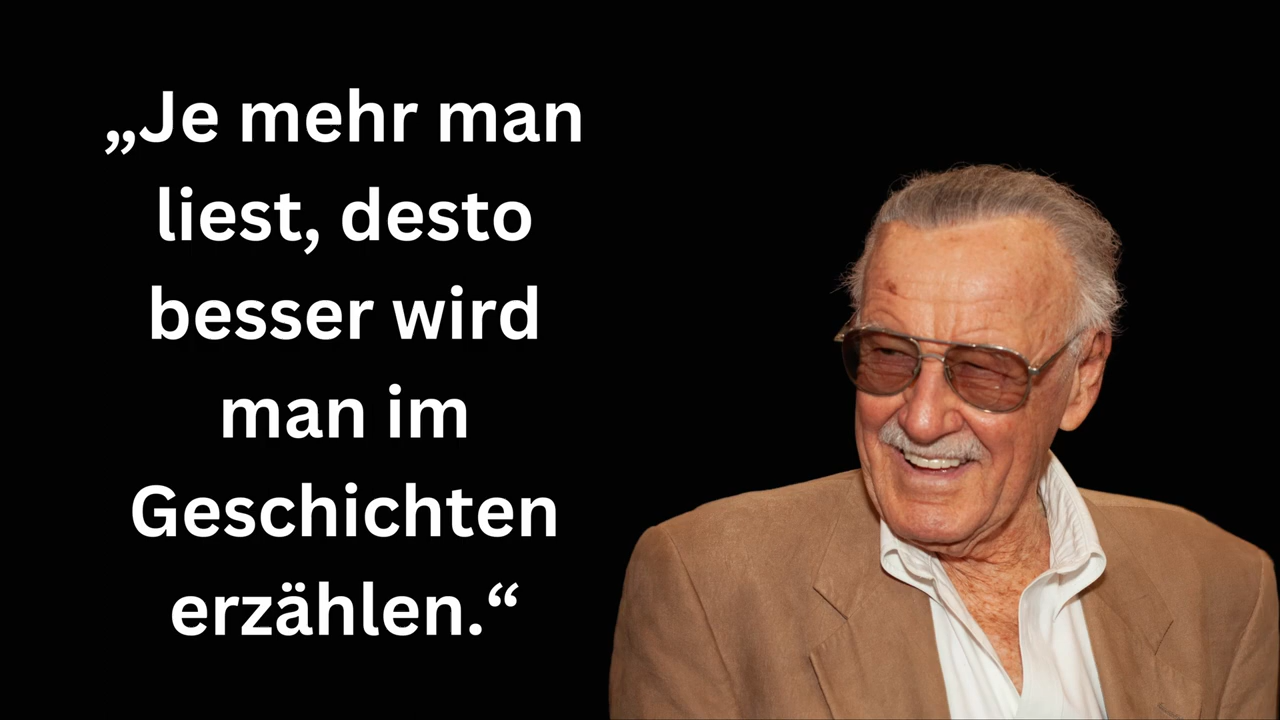 „Je mehr man
liest, desto
besser wird
man im
Geschichten
erzählen.“